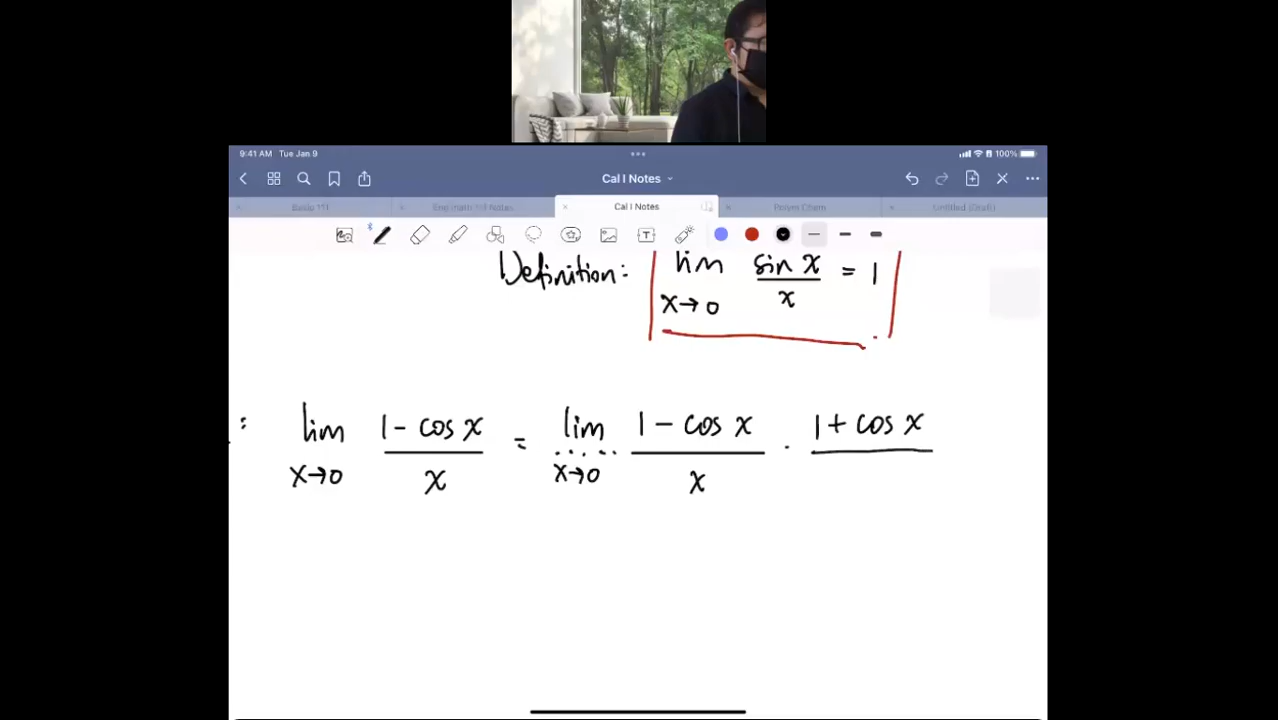 9:41 AM Tue Jan 9
100%
Cal I Notes
Cal I Notes
Definition: lim x→0 sin x / x = 1
: lim x→0 1 - cos x / x = lim x→0 1 - cos x / x · 1 + cos x